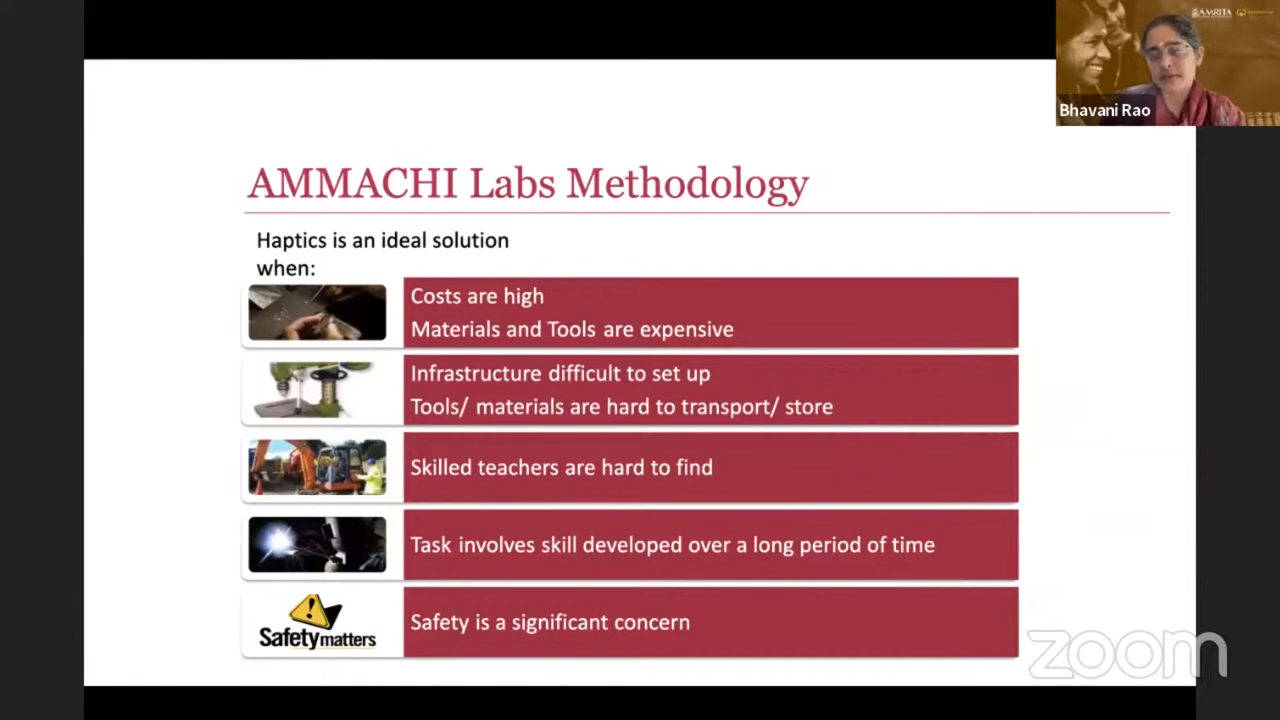 AMRITA
Bhavani Rao
AMMACHI Labs Methodology
Haptics is an ideal solution
when:
Costs are high
Materials and Tools are expensive
Infrastructure difficult to set up
Tools/ materials are hard to transport/ store
Skilled teachers are hard to find
Task involves skill developed over a long period of time
Safety matters
Safety is a significant concern
zoom